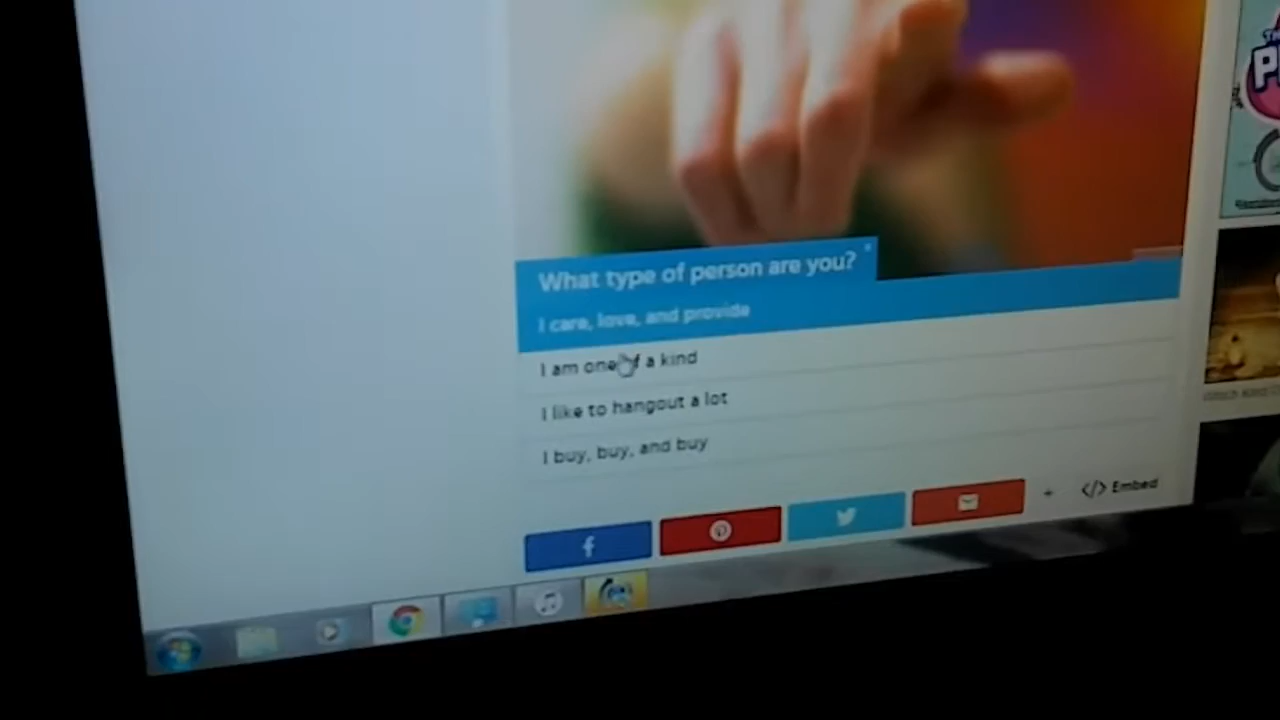 What type of person are you?
I care, love, and provide
I am one of a kind
I like to hangout a lot
I buy, buy, and buy
</> Embed